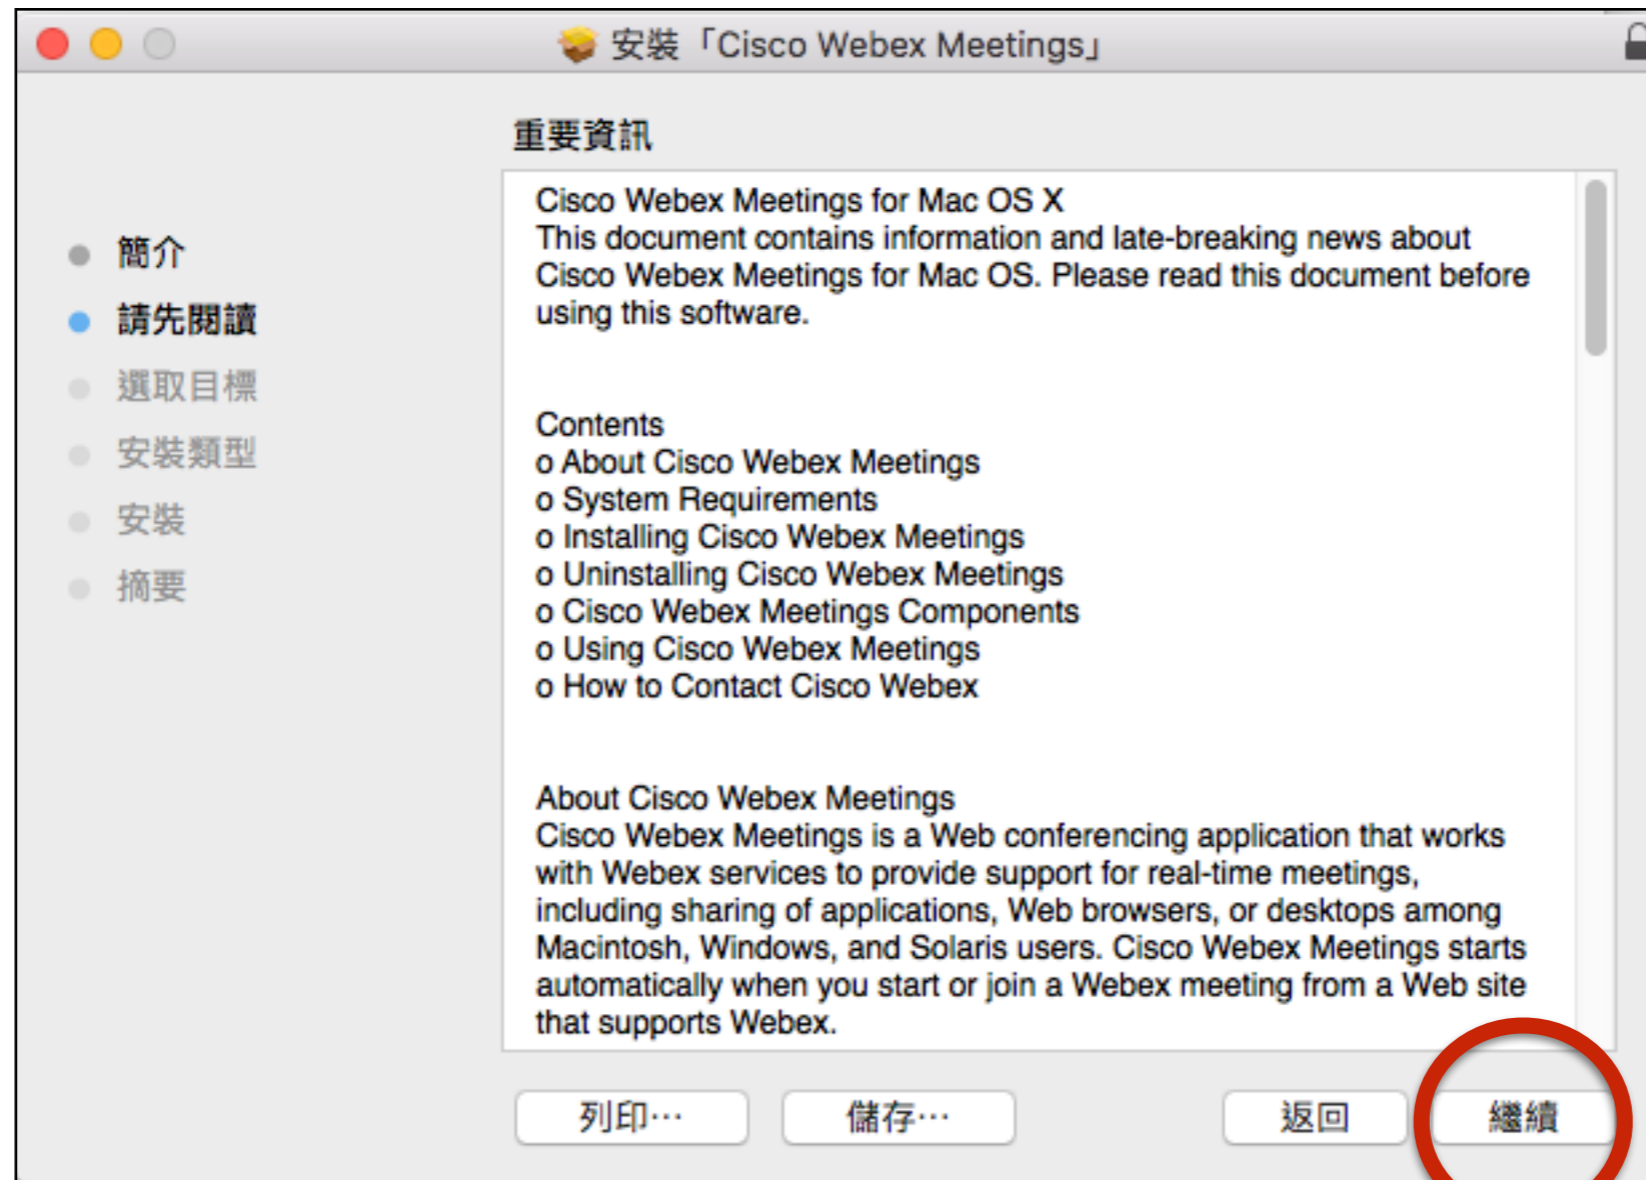 安裝「Cisco Webex Meetings」
重要資訊
簡介
請先閱讀
選取目標
安裝類型
安裝
摘要
Cisco Webex Meetings for Mac OS X
This document contains information and late-breaking news about
Cisco Webex Meetings for Mac OS. Please read this document before
using this software.
Contents
o About Cisco Webex Meetings
o System Requirements
o Installing Cisco Webex Meetings
o Uninstalling Cisco Webex Meetings
o Cisco Webex Meetings Components
o Using Cisco Webex Meetings
o How to Contact Cisco Webex
About Cisco Webex Meetings
Cisco Webex Meetings is a Web conferencing application that works
with Webex services to provide support for real-time meetings,
including sharing of applications, Web browsers, or desktops among
Macintosh, Windows, and Solaris users. Cisco Webex Meetings starts
automatically when you start or join a Webex meeting from a Web site
that supports Webex.
列印⋯ 儲存⋯ 返回 繼續